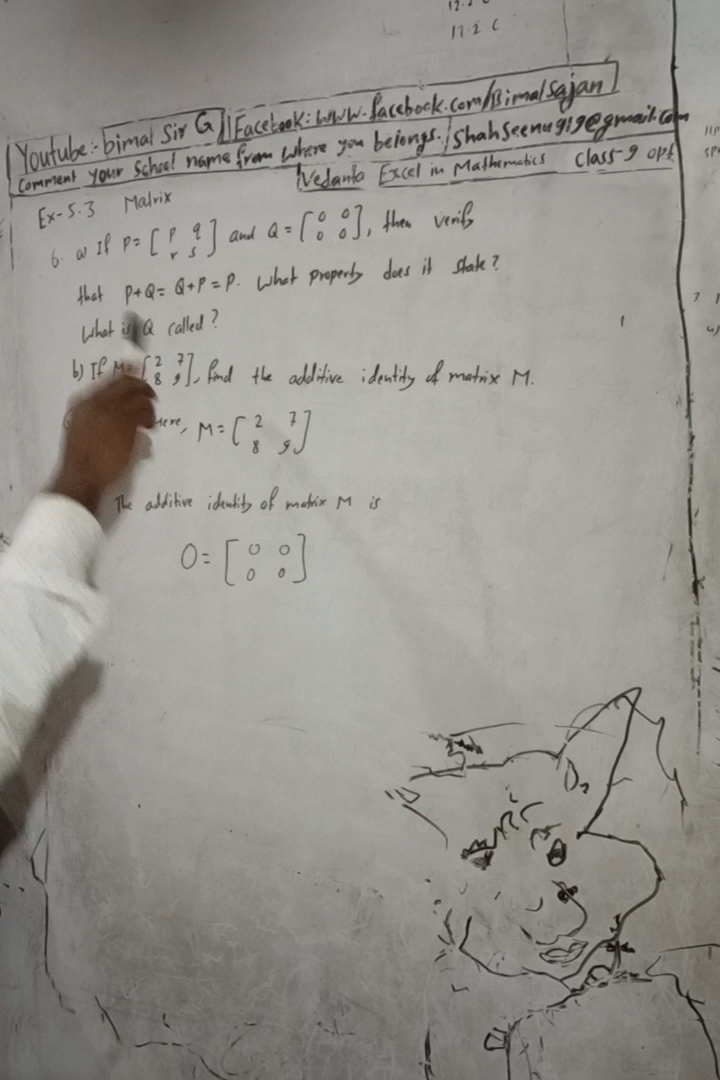 17.2 C
Youtube:- bimal Sir G Facebook: www.facebook.com/Bimalsajan
Comment your School name from where you belongs. Shahseenu919@gmail.com
Vedanta Excel in Mathematics Class-9 opt.
Ex-5.3 Matrix
6. a) If P = [ p q
r s ] and Q = [ 0 0
0 0 ], then verify
that P+Q = Q+P = P. What property does it state?
What is Q called?
b) If M = [ 2 7
8 9 ], find the additive identity of matrix M.
Here, M = [ 2 7
8 9 ]
The additive identity of matrix M is
O = [ 0 0
0 0 ]